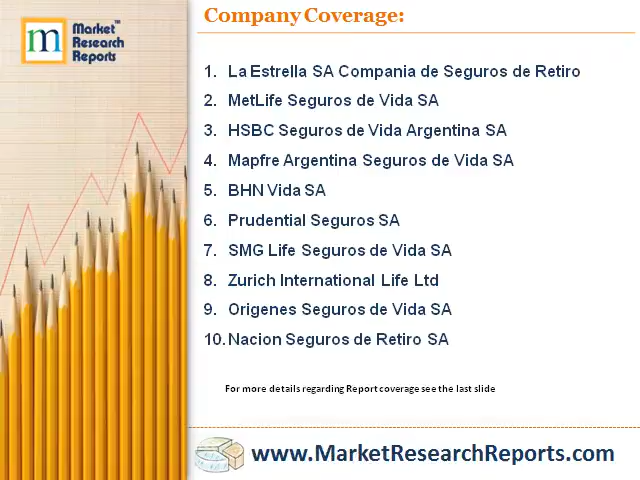 Company Coverage:
m
Market™
Research
Reports
1. La Estrella SA Compania de Seguros de Retiro
2. MetLife Seguros de Vida SA
3. HSBC Seguros de Vida Argentina SA
4. Mapfre Argentina Seguros de Vida SA
5. BHN Vida SA
6. Prudential Seguros SA
7. SMG Life Seguros de Vida SA
8. Zurich International Life Ltd
9. Origenes Seguros de Vida SA
10. Nacion Seguros de Retiro SA
For more details regarding Report coverage see the last slide
www.MarketResearchReports.com